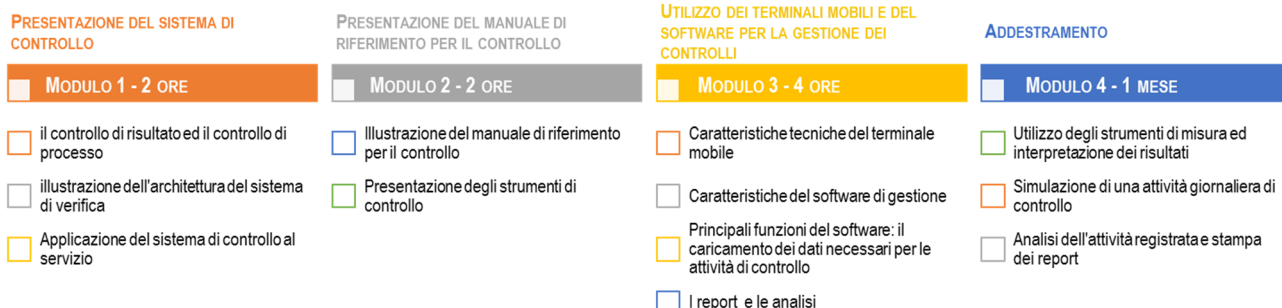 PRESENTAZIONE DEL SISTEMA DI
CONTROLLO
MODULO 1 - 2 ORE
il controllo di risultato ed il controllo di
processo
illustrazione dell'architettura del sistema
di verifica
Applicazione del sistema di controllo al
servizio
PRESENTAZIONE DEL MANUALE DI
RIFERIMENTO PER IL CONTROLLO
MODULO 2 - 2 ORE
Illustrazione del manuale di riferimento
per il controllo
Presentazione degli strumenti di
controllo
UTILIZZO DEI TERMINALI MOBILI E DEL
SOFTWARE PER LA GESTIONE DEI
CONTROLLI
MODULO 3 - 4 ORE
Caratteristiche tecniche del terminale
mobile
Caratteristiche del software di gestione
Principali funzioni del software: il
caricamento dei dati necessari per le
attività di controllo
I report e le analisi
ADDESTRAMENTO
MODULO 4 - 1 MESE
Utilizzo degli strumenti di misura ed
interpretazione dei risultati
Simulazione di una attività giornaliera di
controllo
Analisi dell'attività registrata e stampa
dei report